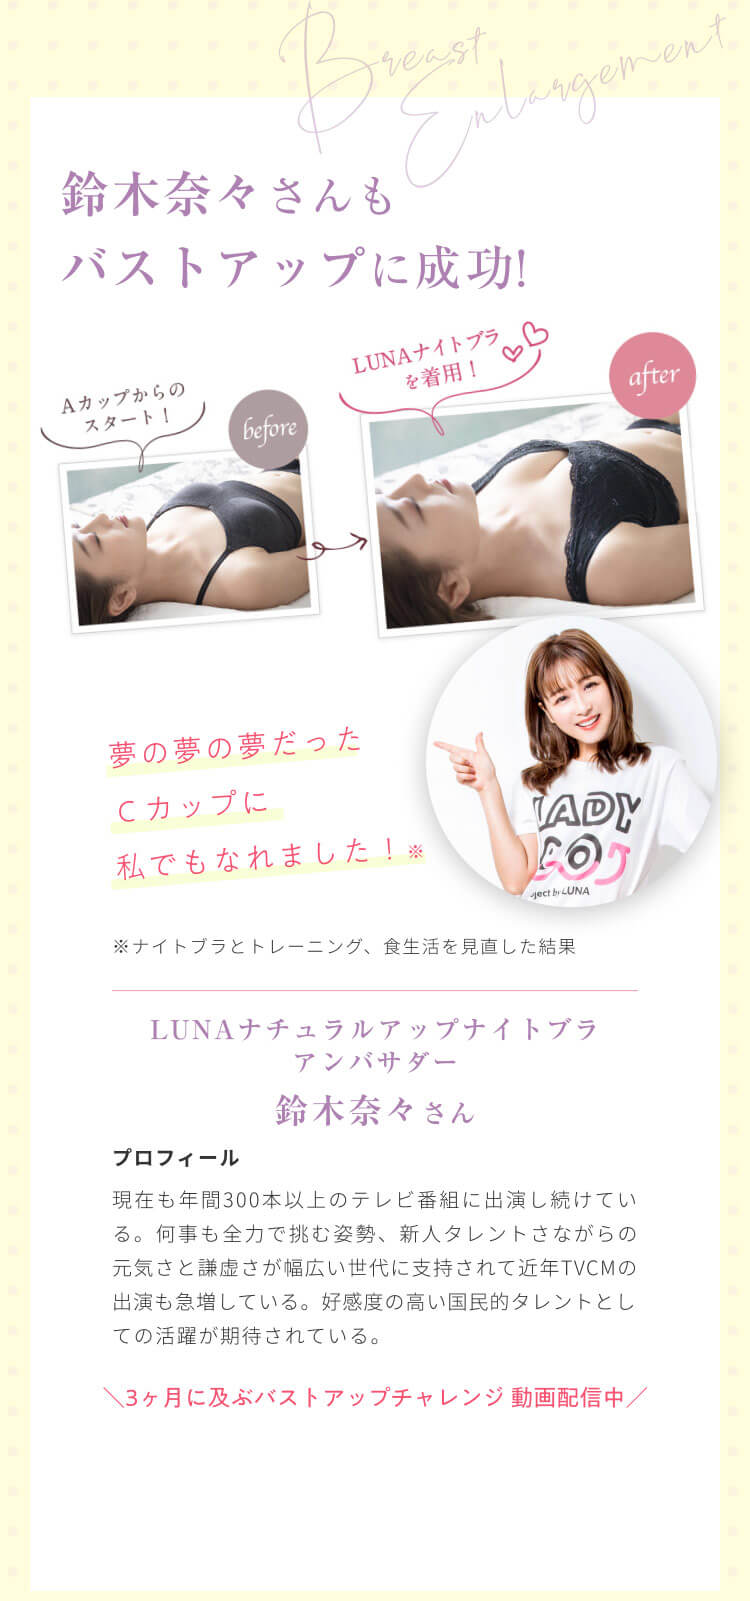 Breast
Enlargement
鈴木奈々さんも
バストアップに成功!
Aカップからの
スタート！
before
LUNAナイトブラ
を着用！
after
夢の夢の夢だった
Cカップに
私でもなれました！※
LADY
GO
ject by LUNA
※ナイトブラとトレーニング、食生活を見直した結果
LUNAナチュラルアップナイトブラ
アンバサダー
鈴木奈々さん
プロフィール
現在も年間300本以上のテレビ番組に出演し続けてい
る。何事も全力で挑む姿勢、新人タレントさながらの
元気さと謙虚さが幅広い世代に支持されて近年TVCMの
出演も急増している。好感度の高い国民的タレントとし
ての活躍が期待されている。
＼3ヶ月に及ぶバストアップチャレンジ 動画配信中／